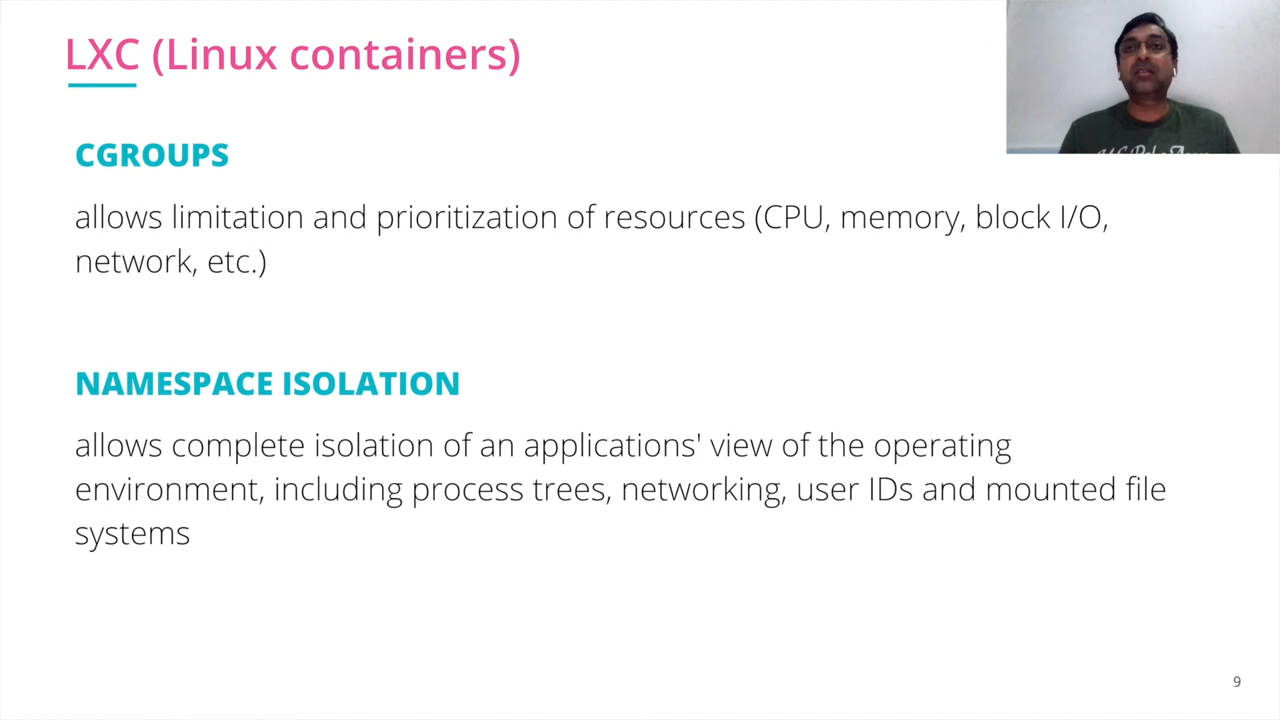 LXC (Linux containers)
CGROUPS
allows limitation and prioritization of resources (CPU, memory, block I/O,
network, etc.)
NAMESPACE ISOLATION
allows complete isolation of an applications' view of the operating
environment, including process trees, networking, user IDs and mounted file
systems
9